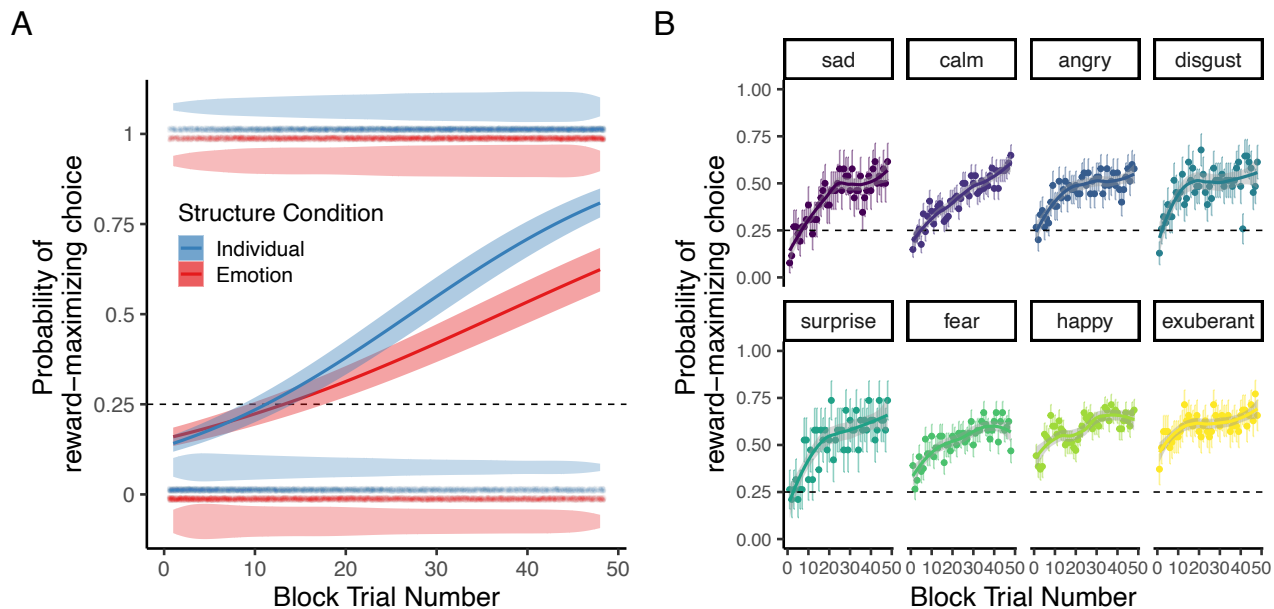 A
Probability of
reward−maximizing choice
1
0.75
0.5
0.25
0
Structure Condition
Individual
Emotion
0 10 20 30 40 50
Block Trial Number
B
sad calm angry disgust
1.00
0.75
0.50
0.25
0.00
Probability of
reward−maximizing choice
surprise fear happy exuberant
1.00
0.75
0.50
0.25
0.00
0 1020304050 0 1020304050 0 1020304050 0 1020304050
Block Trial Number